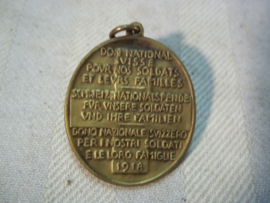 DON NATIONAL
SUISSE
POUR NOS SOLDATS
ET LEURS FAMILLES
SCHWEIZ. NATIONALSPENDE
FÜR UNSERE SOLDATEN
UND IHRE FAMILIEN
DONO NAZIONALE SVIZZERO
PER I NOSTRI SOLDATI
E LE LORO FAMIGLIE
1918